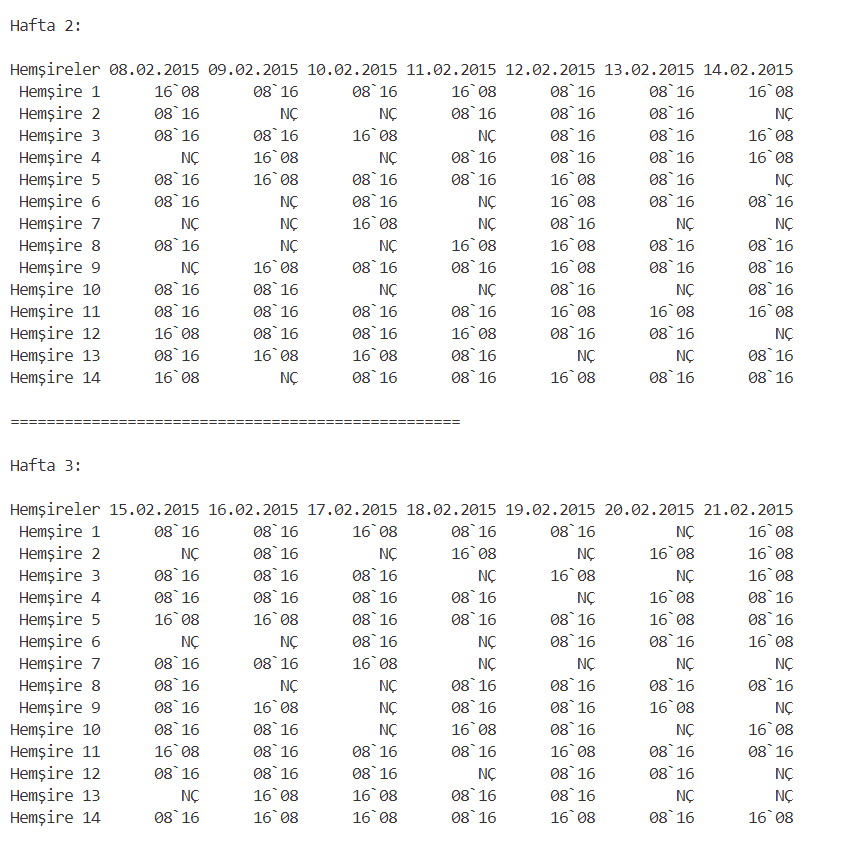 Hafta 2:
Hemşireler 08.02.2015 09.02.2015 10.02.2015 11.02.2015 12.02.2015 13.02.2015 14.02.2015
Hemşire 1 16`08 08`16 08`16 16`08 08`16 08`16 16`08
Hemşire 2 08`16 NÇ NÇ 08`16 08`16 08`16 NÇ
Hemşire 3 08`16 08`16 16`08 NÇ 08`16 08`16 16`08
Hemşire 4 NÇ 16`08 NÇ 08`16 08`16 08`16 16`08
Hemşire 5 08`16 16`08 08`16 08`16 16`08 08`16 NÇ
Hemşire 6 08`16 NÇ 08`16 NÇ 16`08 08`16 08`16
Hemşire 7 NÇ NÇ 16`08 NÇ 08`16 NÇ NÇ
Hemşire 8 08`16 NÇ NÇ 16`08 16`08 08`16 08`16
Hemşire 9 NÇ 16`08 08`16 08`16 16`08 08`16 08`16
Hemşire 10 08`16 08`16 NÇ NÇ 08`16 NÇ 08`16
Hemşire 11 08`16 08`16 08`16 08`16 16`08 16`08 16`08
Hemşire 12 16`08 08`16 08`16 16`08 08`16 08`16 NÇ
Hemşire 13 08`16 16`08 16`08 08`16 NÇ NÇ 08`16
Hemşire 14 16`08 NÇ 08`16 08`16 16`08 08`16 08`16
==================================================
Hafta 3:
Hemşireler 15.02.2015 16.02.2015 17.02.2015 18.02.2015 19.02.2015 20.02.2015 21.02.2015
Hemşire 1 08`16 08`16 16`08 08`16 08`16 NÇ 16`08
Hemşire 2 NÇ 08`16 NÇ 16`08 NÇ 16`08 16`08
Hemşire 3 08`16 08`16 08`16 NÇ 16`08 NÇ 16`08
Hemşire 4 08`16 08`16 08`16 08`16 NÇ 16`08 08`16
Hemşire 5 16`08 16`08 08`16 08`16 08`16 16`08 08`16
Hemşire 6 NÇ NÇ 08`16 NÇ 08`16 08`16 16`08
Hemşire 7 08`16 08`16 16`08 NÇ NÇ NÇ NÇ
Hemşire 8 08`16 NÇ NÇ 08`16 08`16 08`16 08`16
Hemşire 9 08`16 16`08 NÇ 08`16 08`16 16`08 NÇ
Hemşire 10 08`16 08`16 NÇ 16`08 08`16 NÇ 16`08
Hemşire 11 16`08 08`16 08`16 08`16 16`08 08`16 08`16
Hemşire 12 08`16 08`16 08`16 NÇ 08`16 08`16 NÇ
Hemşire 13 NÇ 16`08 16`08 08`16 08`16 NÇ NÇ
Hemşire 14 08`16 16`08 16`08 08`16 16`08 08`16 16`08